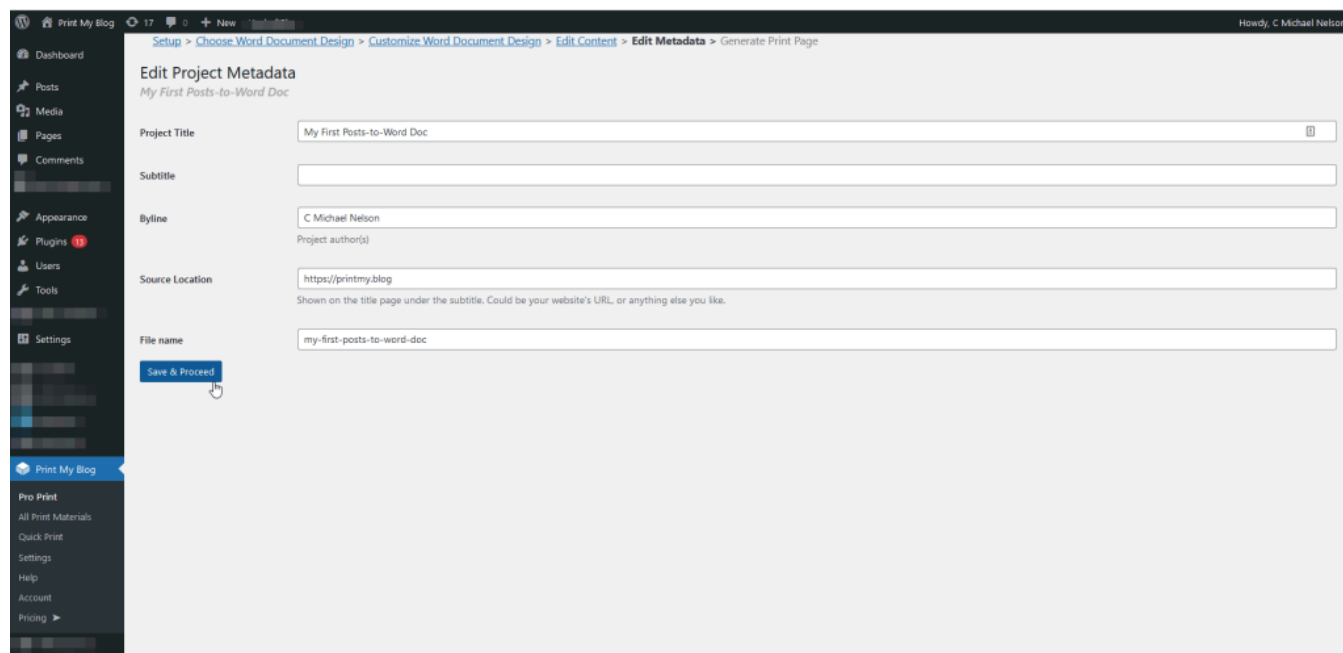 Print My Blog 17 0 + New Howdy, C Michael Nelson
Setup > Choose Word Document Design > Customize Word Document Design > Edit Content > Edit Metadata > Generate Print Page
Dashboard
Edit Project Metadata
Posts
My First Posts-to-Word Doc
Media
Pages
Project Title My First Posts-to-Word Doc
Comments
Subtitle
Appearance
Byline C Michael Nelson
Plugins 13
Project author(s)
Users
Source Location https://printmy.blog
Tools
Shown on the title page under the subtitle. Could be your website's URL, or anything else you like.
Settings
File name my-first-posts-to-word-doc
Save & Proceed
Print My Blog
Pro Print
All Print Materials
Quick Print
Settings
Help
Account
Pricing ➤